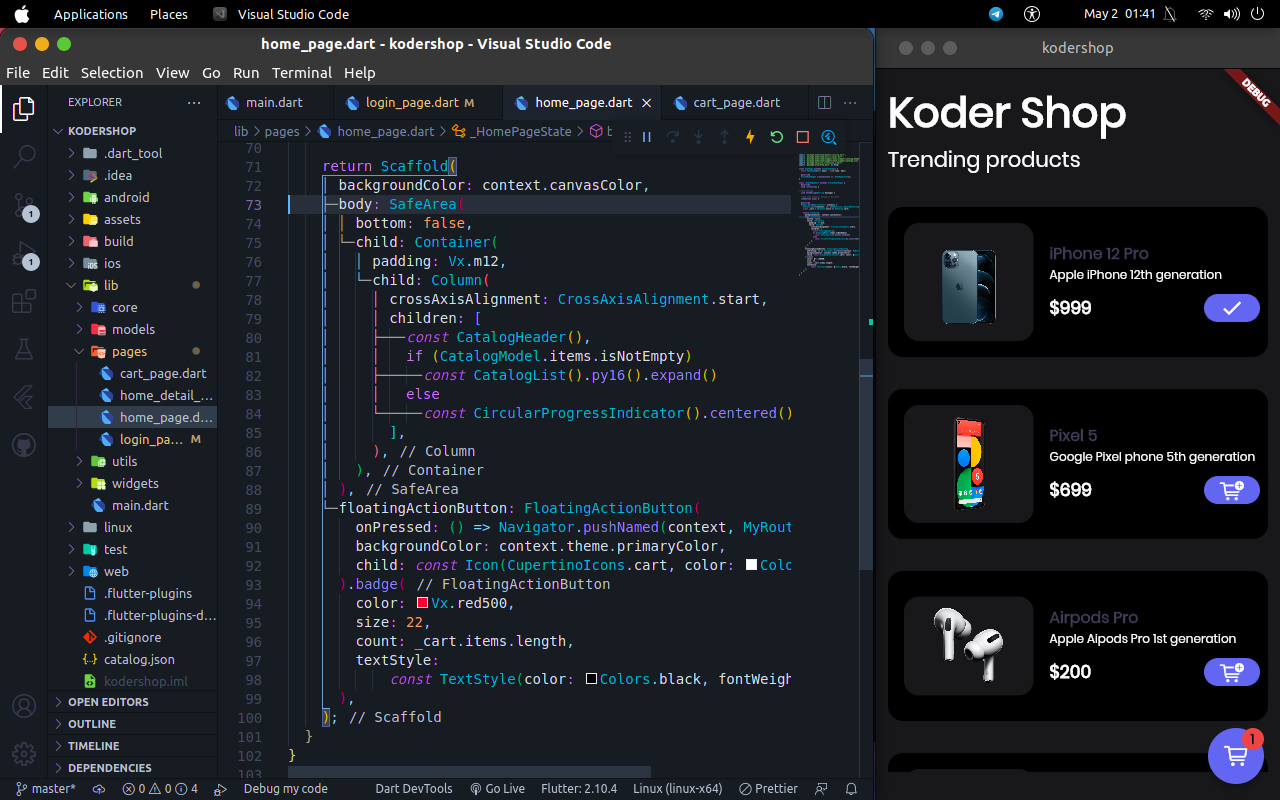 Applications Places Visual Studio Code May 2 01:41
home_page.dart - kodershop - Visual Studio Code
File Edit Selection View Go Run Terminal Help
EXPLORER ···
KODERSHOP
.dart_tool
.idea
android
assets
build
ios
lib
core
models
pages
cart_page.dart
home_detail_...
home_page.d...
login_pa... M
utils
widgets
main.dart
linux
test
web
.flutter-plugins
.flutter-plugins-d...
.gitignore
catalog.json
kodershop.iml
OPEN EDITORS
OUTLINE
TIMELINE
DEPENDENCIES
1
1
main.dart login_page.dart M home_page.dart cart_page.dart
lib > pages > home_page.dart > _HomePageState >
70
71 return Scaffold(
72 backgroundColor: context.canvasColor,
73 body: SafeArea(
74 bottom: false,
75 child: Container(
76 padding: Vx.m12,
77 child: Column(
78 crossAxisAlignment: CrossAxisAlignment.start,
79 children: [
80 const CatalogHeader(),
81 if (CatalogModel.items.isNotEmpty)
82 const CatalogList().py16().expand()
83 else
84 const CircularProgressIndicator().centered()
85 ],
86 ), // Column
87 ), // Container
88 ), // SafeArea
89 floatingActionButton: FloatingActionButton(
90 onPressed: () => Navigator.pushNamed(context, MyRout
91 backgroundColor: context.theme.primaryColor,
92 child: const Icon(CupertinoIcons.cart, color: Colo
93 ).badge( // FloatingActionButton
94 color: Vx.red500,
95 size: 22,
96 count: _cart.items.length,
97 textStyle:
98 const TextStyle(color: Colors.black, fontWeigh
99 ),
100 ); // Scaffold
101 }
102 }
103
master* 0 0 4 Debug my code Dart DevTools Go Live Flutter: 2.10.4 Linux (linux-x64) Prettier
kodershop
DEBUG
Koder Shop
Trending products
iPhone 12 Pro
Apple iPhone 12th generation
$999
Pixel 5
Google Pixel phone 5th generation
$699
Airpods Pro
Apple Aipods Pro 1st generation
$200
1